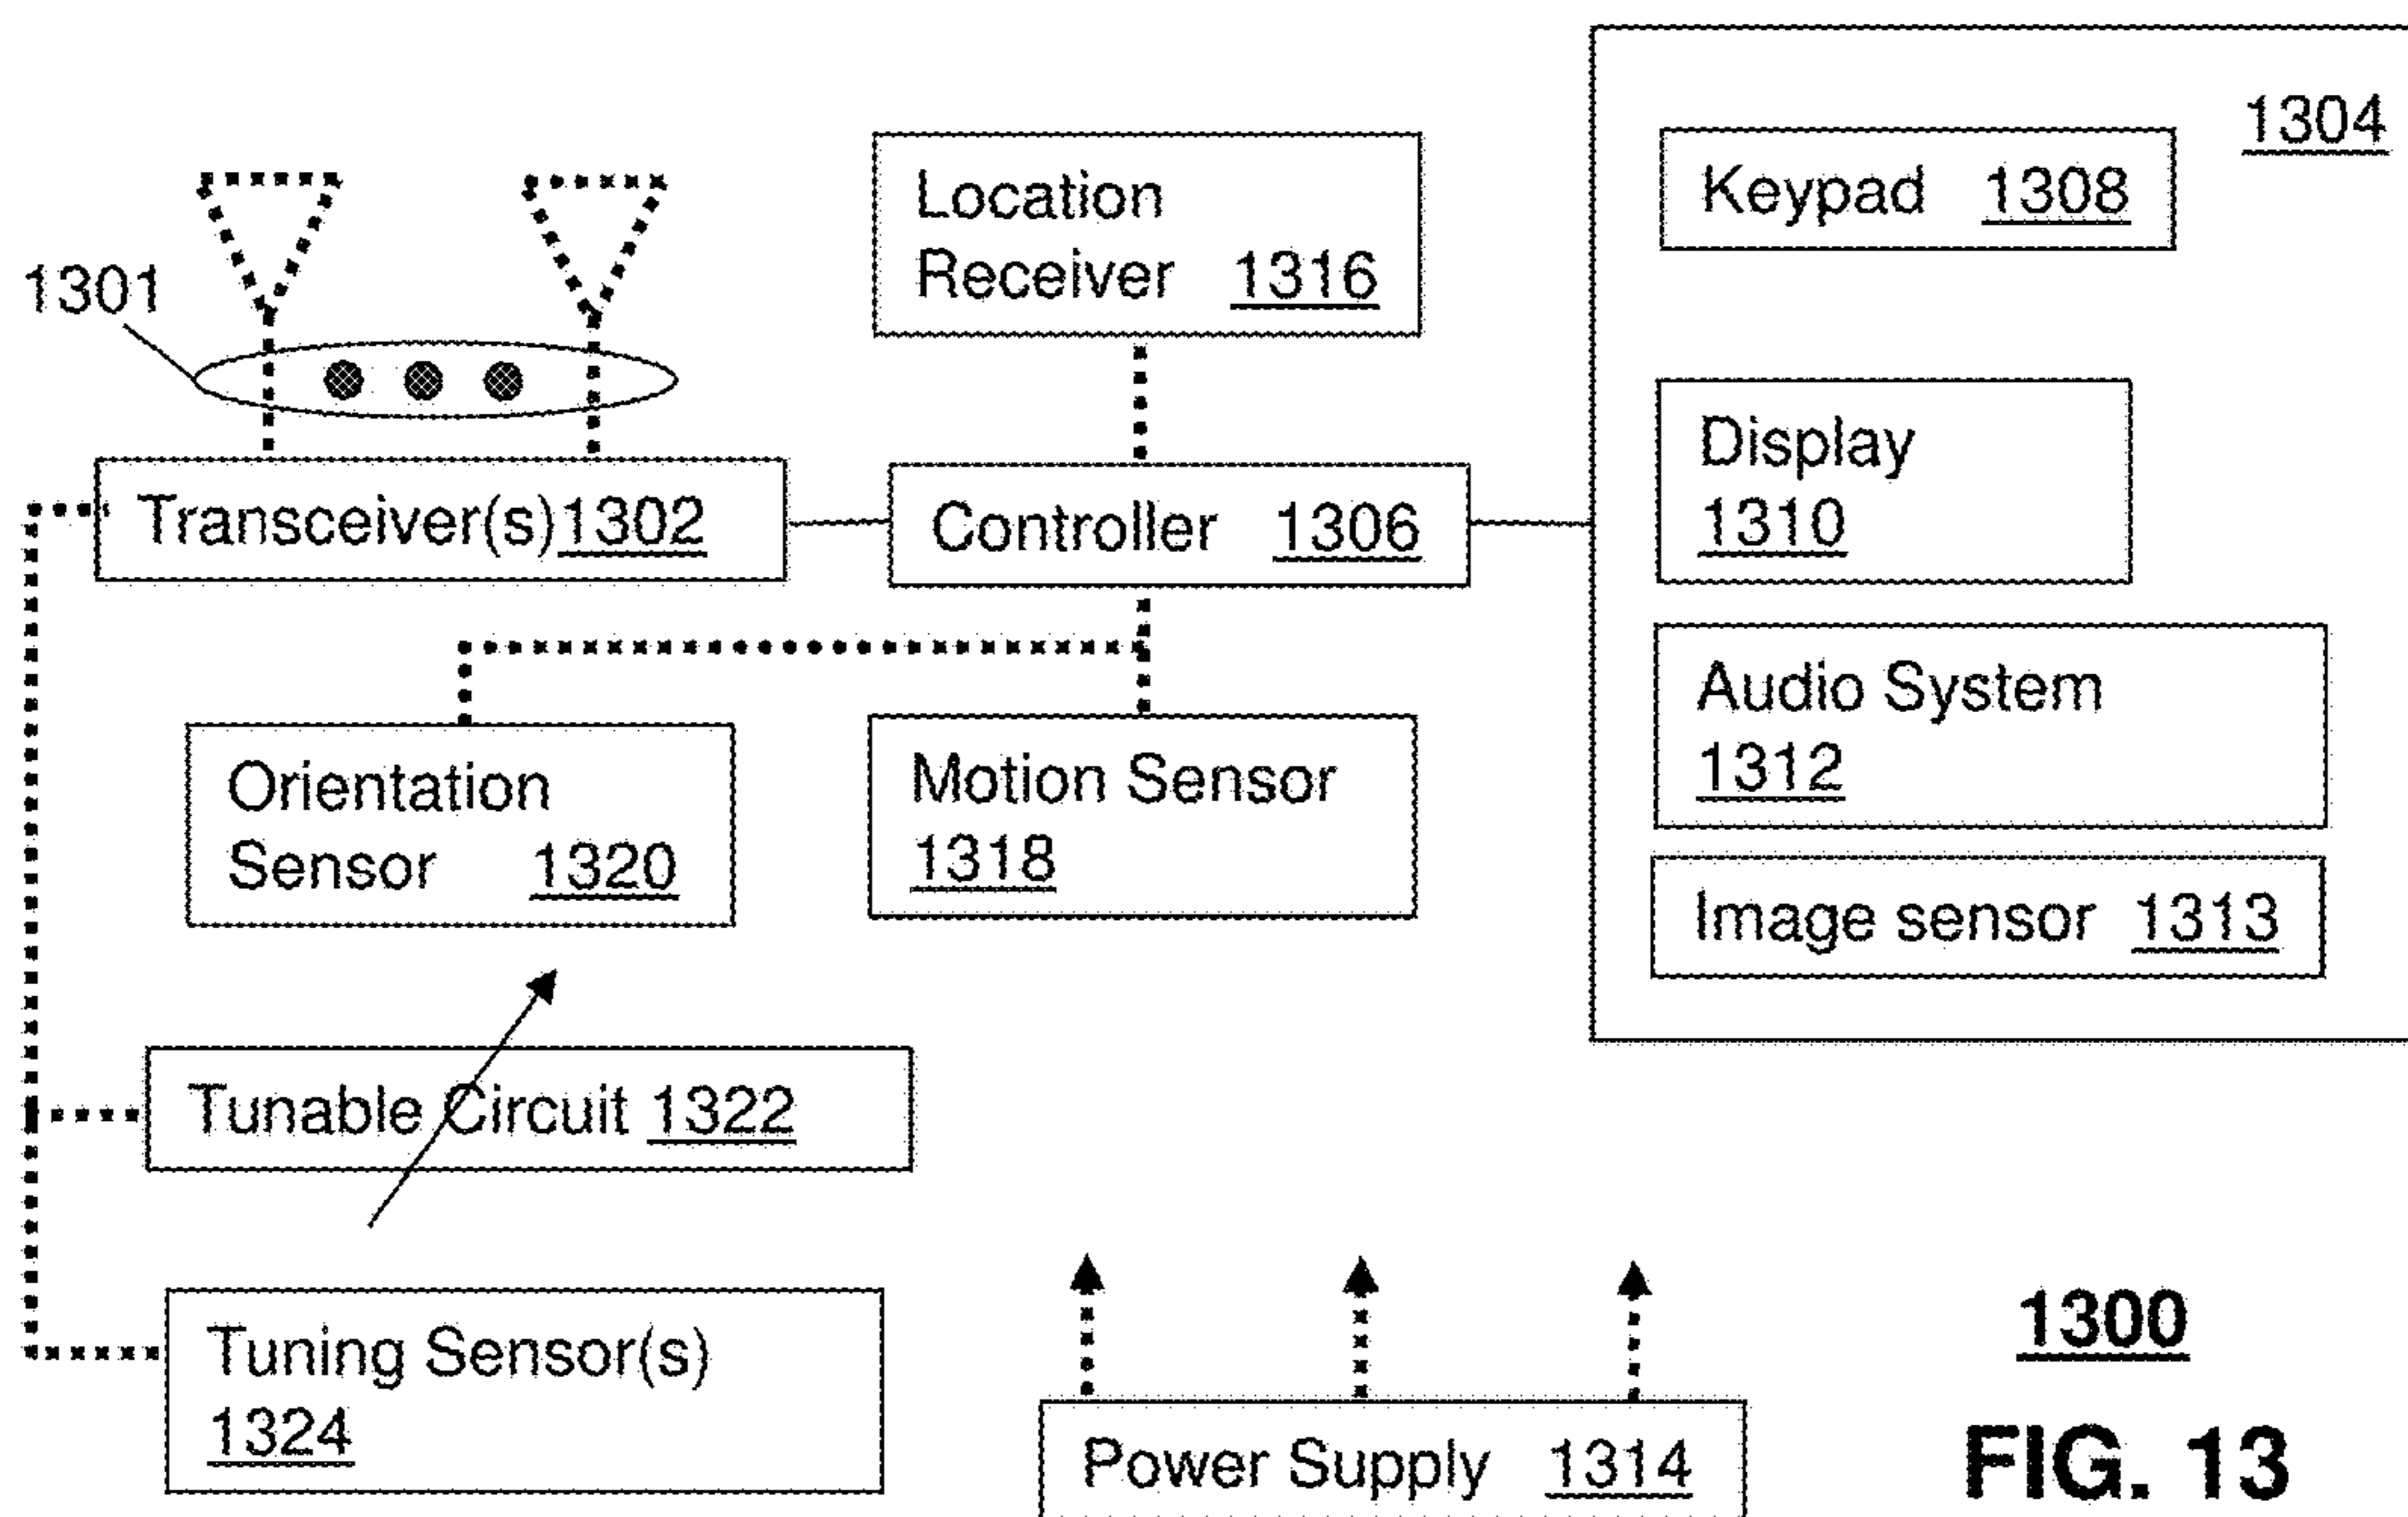 1304
Keypad 1308
Location
Receiver 1316
1301
Display
1310
Transceiver(s)1302
Controller 1306
Audio System
1312
Orientation
Sensor 1320
Motion Sensor
1318
Image sensor 1313
Tunable Circuit 1322
Tuning Sensor(s)
1324
Power Supply 1314
1300
FIG. 13